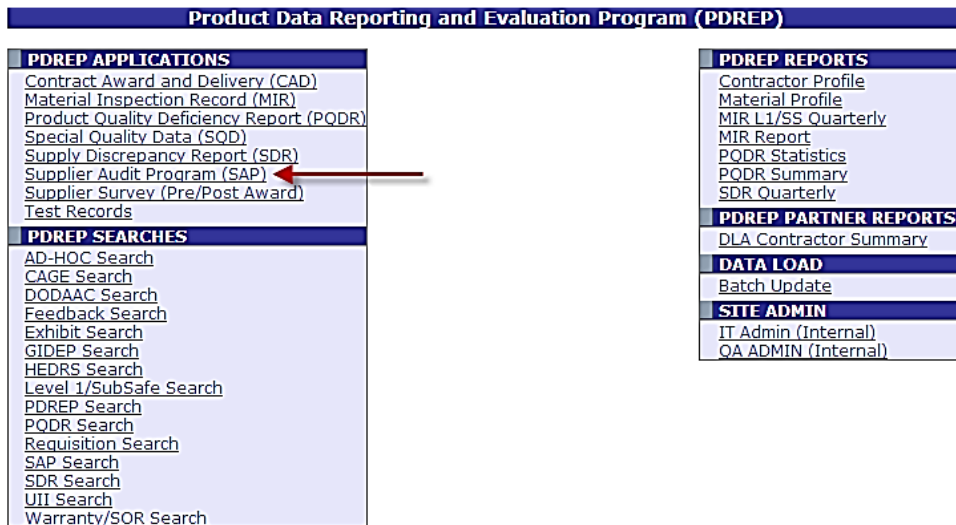 Product Data Reporting and Evaluation Program (PDREP)
PDREP APPLICATIONS
Contract Award and Delivery (CAD)
Material Inspection Record (MIR)
Product Quality Deficiency Report (PQDR)
Special Quality Data (SQD)
Supply Discrepancy Report (SDR)
Supplier Audit Program (SAP)
Supplier Survey (Pre/Post Award)
Test Records
PDREP SEARCHES
AD-HOC Search
CAGE Search
DODAAC Search
Feedback Search
Exhibit Search
GIDEP Search
HEDRS Search
Level 1/SubSafe Search
PDREP Search
PQDR Search
Requisition Search
SAP Search
SDR Search
UII Search
Warranty/SOR Search
PDREP REPORTS
Contractor Profile
Material Profile
MIR L1/SS Quarterly
MIR Report
PQDR Statistics
PQDR Summary
SDR Quarterly
PDREP PARTNER REPORTS
DLA Contractor Summary
DATA LOAD
Batch Update
SITE ADMIN
IT Admin (Internal)
QA ADMIN (Internal)